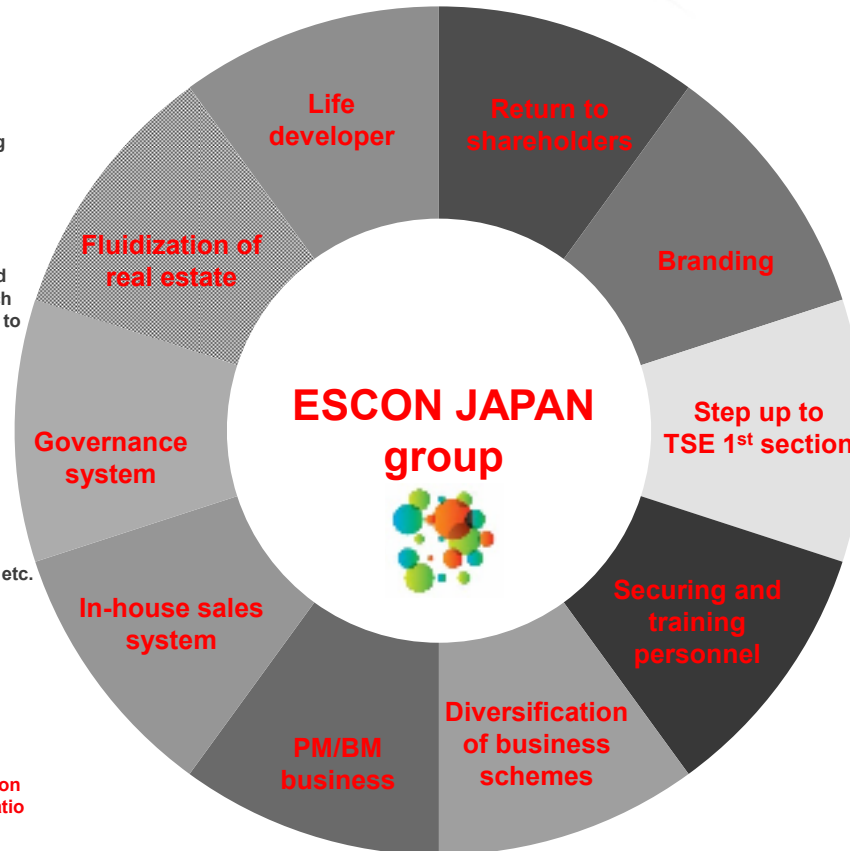 Life
developer
Return to
shareholders
Fluidization of
real estate
Branding
to
ESCON JAPAN
group
Step up to
TSE 1st section
Governance
system
etc.
In-house sales
system
Securing and
training
personnel
PM/BM
business
Diversification
of business
schemes